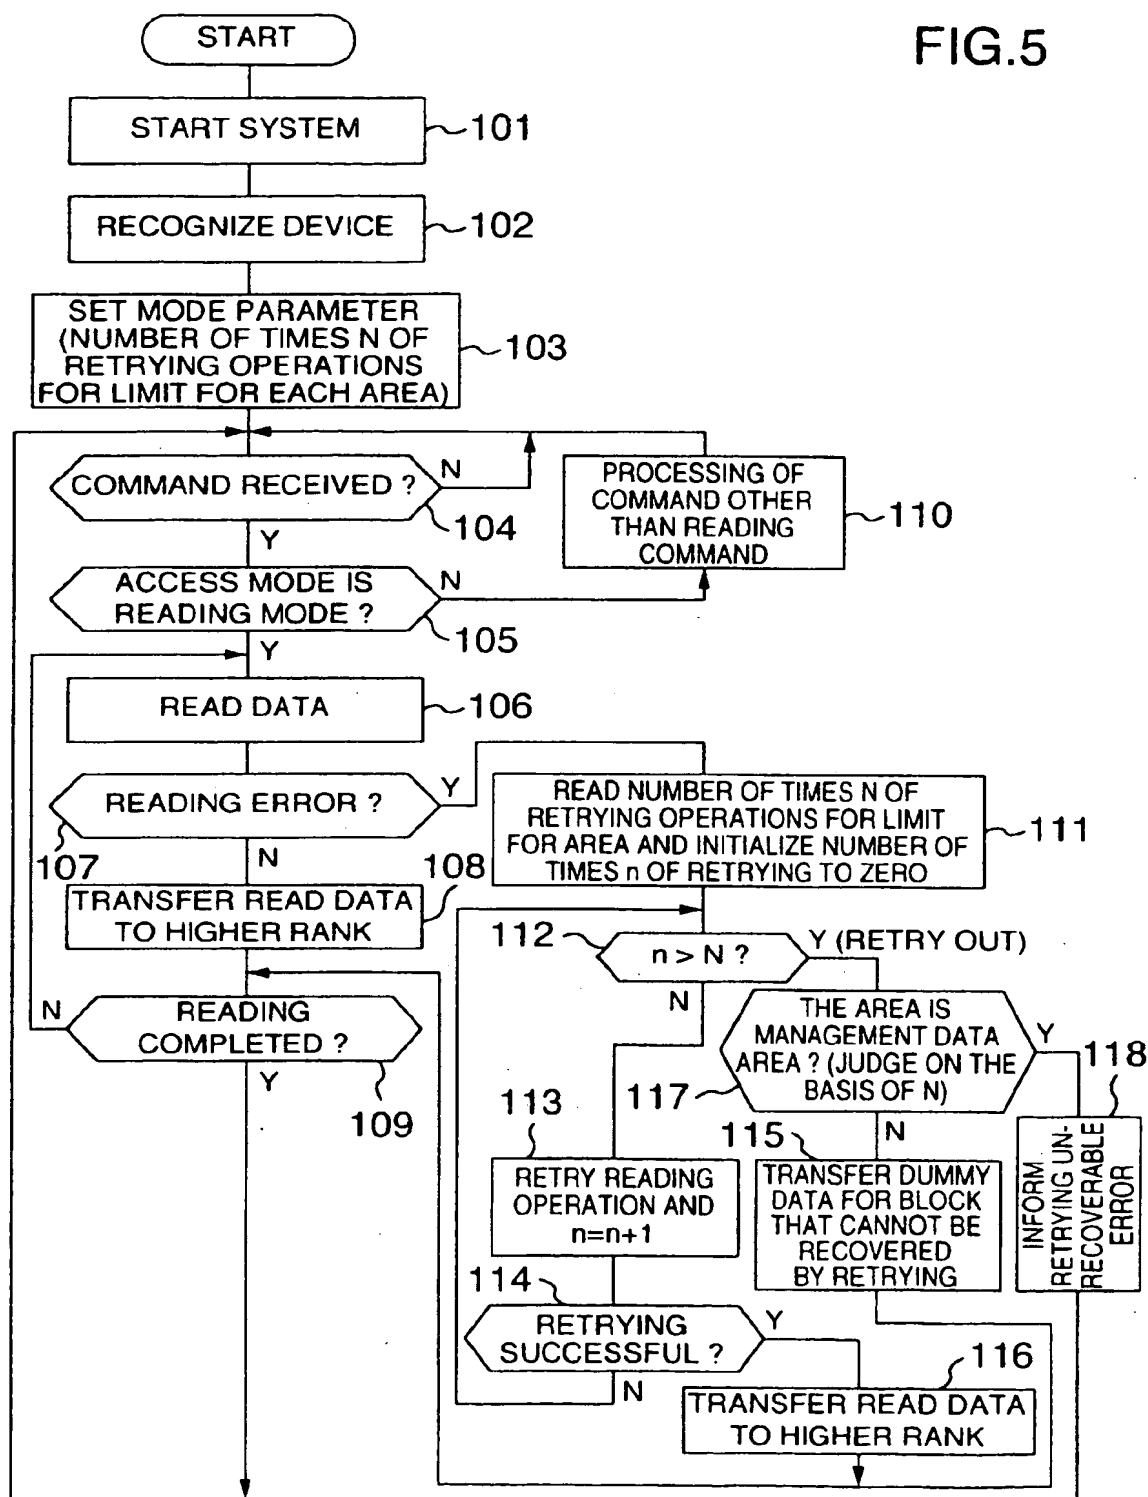 FIG.5
START
START SYSTEM
101
RECOGNIZE DEVICE
102
SET MODE PARAMETER
(NUMBER OF TIMES N OF
RETRYING OPERATIONS
FOR LIMIT FOR EACH AREA)
103
COMMAND RECEIVED ?
N
104
Y
PROCESSING OF
COMMAND OTHER
THAN READING
COMMAND
110
ACCESS MODE IS
READING MODE ?
N
105
Y
READ DATA
106
READING ERROR ?
Y
107
N
READ NUMBER OF TIMES N OF
RETRYING OPERATIONS FOR LIMIT
FOR AREA AND INITIALIZE NUMBER OF
TIMES n OF RETRYING TO ZERO
111
108
TRANSFER READ DATA
TO HIGHER RANK
112
n > N ?
Y (RETRY OUT)
N
N
READING
COMPLETED ?
Y
109
THE AREA IS
MANAGEMENT DATA
AREA ? (JUDGE ON THE
BASIS OF N)
Y
117
N
118
INFORM
RETRYING UN-
RECOVERABLE
ERROR
113
RETRY READING
OPERATION AND
n=n+1
115
TRANSFER DUMMY
DATA FOR BLOCK
THAT CANNOT BE
RECOVERED
BY RETRYING
114
RETRYING
SUCCESSFUL ?
Y
N
116
TRANSFER READ DATA
TO HIGHER RANK